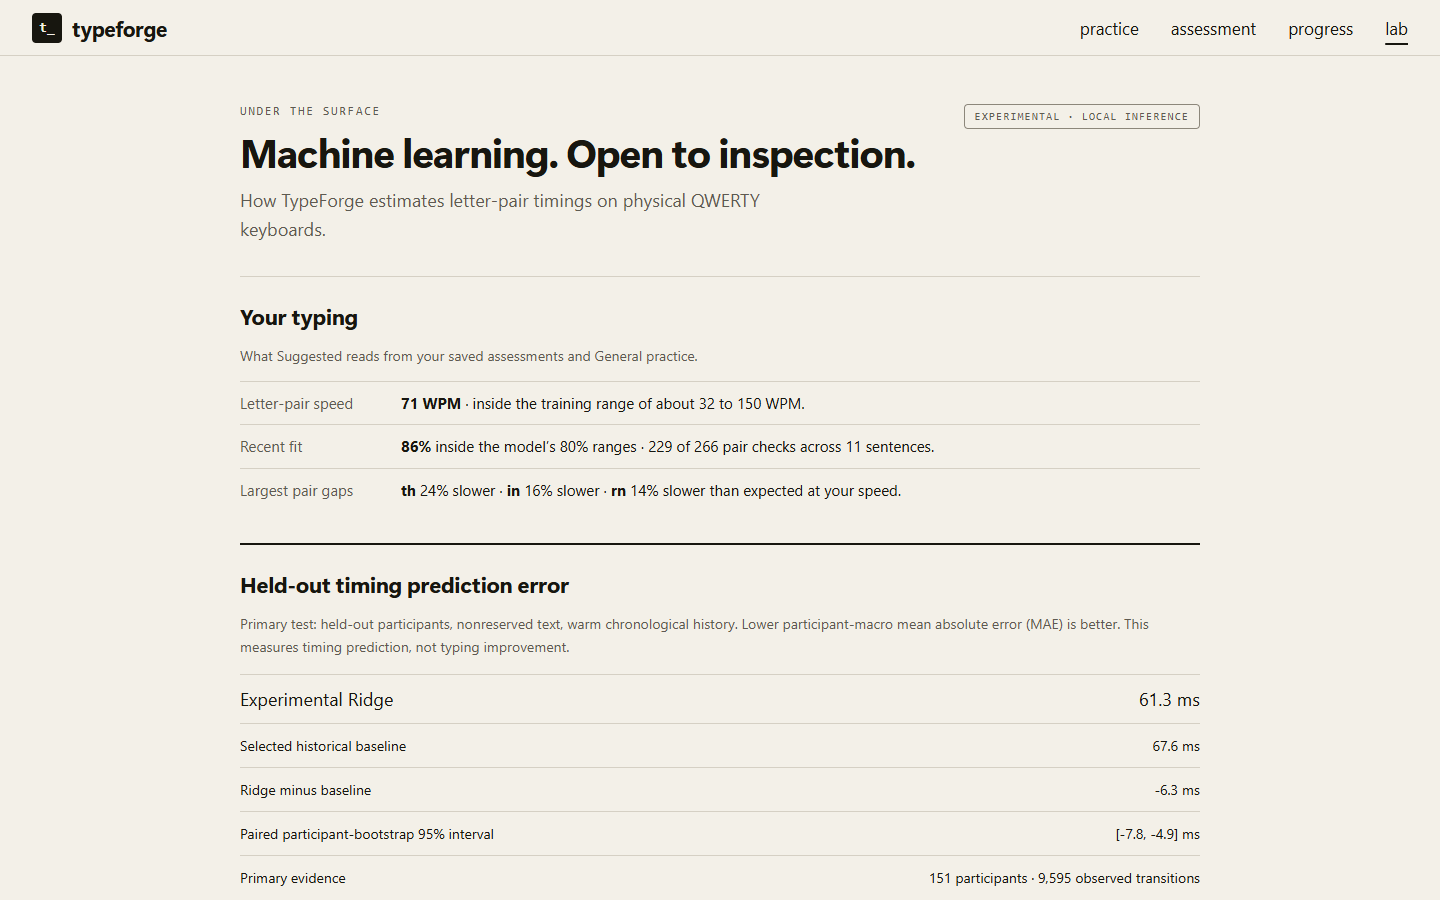 t_ typeforge
practice assessment progress lab
UNDER THE SURFACE
EXPERIMENTAL · LOCAL INFERENCE
Machine learning. Open to inspection.
How TypeForge estimates letter-pair timings on physical QWERTY
keyboards.
Your typing
What Suggested reads from your saved assessments and General practice.
Letter-pair speed 71 WPM · inside the training range of about 32 to 150 WPM.
Recent fit 86% inside the model’s 80% ranges · 229 of 266 pair checks across 11 sentences.
Largest pair gaps th 24% slower · in 16% slower · rn 14% slower than expected at your speed.
Held-out timing prediction error
Primary test: held-out participants, nonreserved text, warm chronological history. Lower participant-macro mean absolute error (MAE) is better. This
measures timing prediction, not typing improvement.
Experimental Ridge 61.3 ms
Selected historical baseline 67.6 ms
Ridge minus baseline -6.3 ms
Paired participant-bootstrap 95% interval [-7.8, -4.9] ms
Primary evidence 151 participants · 9,595 observed transitions